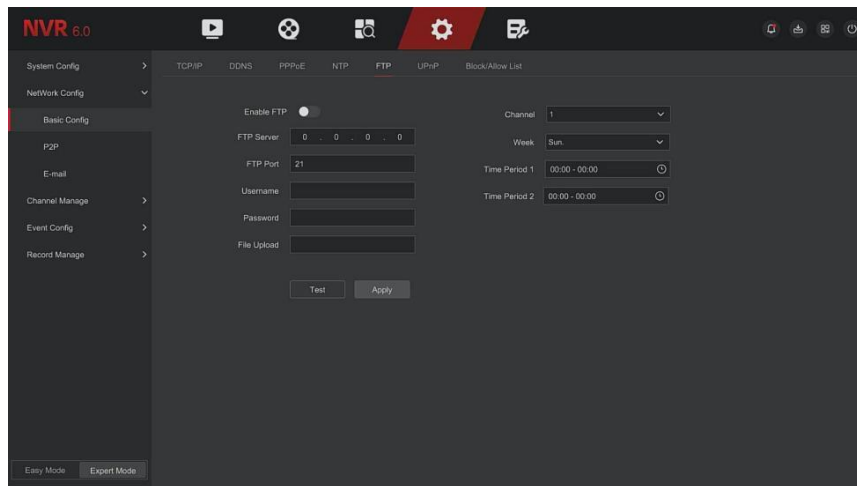 NVR 6.0
System Config
NetWork Config
Basic Config
P2P
E-mail
Channel Manage
Event Config
Record Manage
Easy Mode Expert Mode
TCP/IP DDNS PPPoE NTP FTP UPnP Block/Allow List
Enable FTP
FTP Server 0 . 0 . 0 . 0
FTP Port 21
Username
Password
File Upload
Test Apply
Channel 1
Week Sun.
Time Period 1 00:00 - 00:00
Time Period 2 00:00 - 00:00